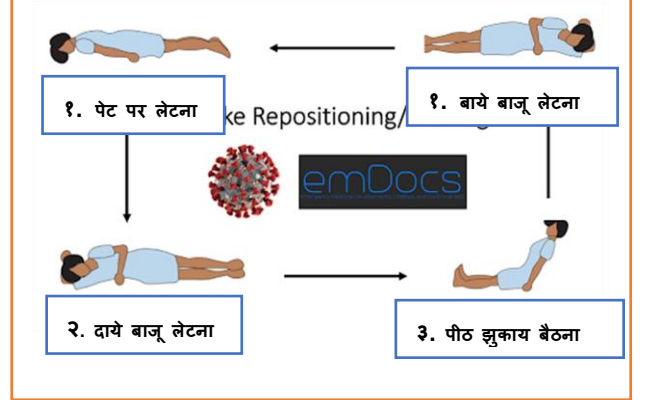 १. पेट पर लेटना
१. बाये बाजू लेटना
ke Repositioning/
emDocs
२. दाये बाजू लेटना
३. पीठ झुकाय बैठना